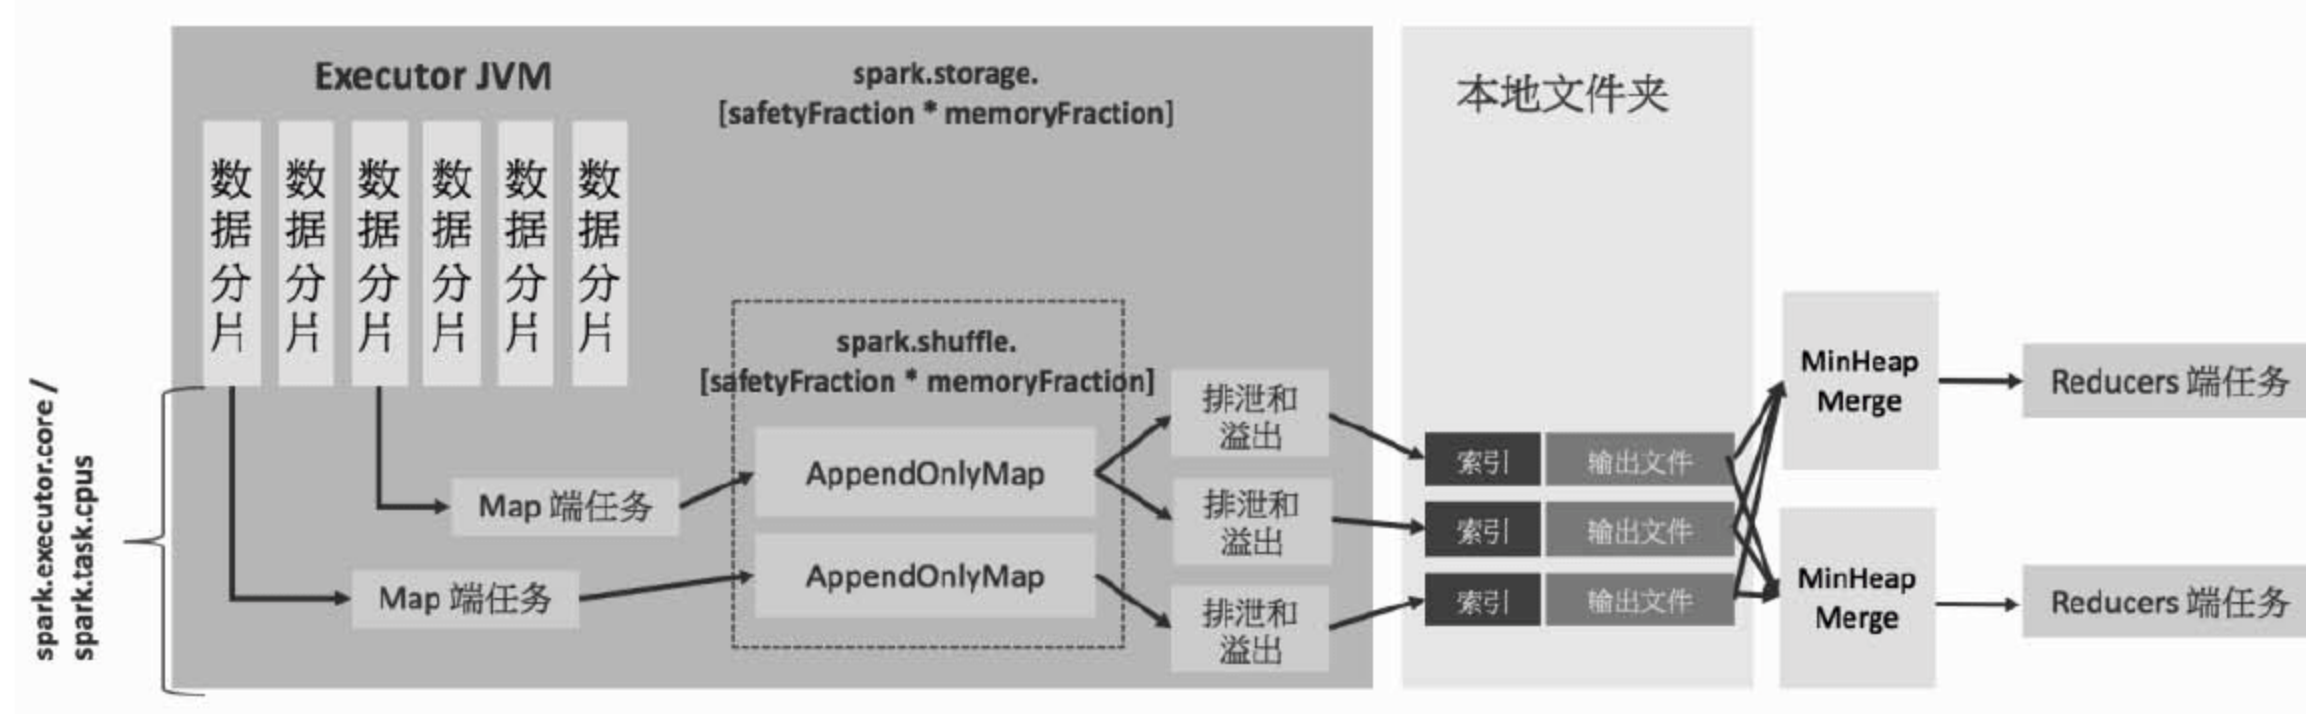 Executor JVM
spark.storage.
[safetyFraction * memoryFraction]
本地文件夹
数据分片
数据分片
数据分片
数据分片
数据分片
数据分片
spark.executor.core /
spark.task.cpus
spark.shuffle.
[safetyFraction * memoryFraction]
Map 端任务
Map 端任务
AppendOnlyMap
AppendOnlyMap
排泄和
溢出
排泄和
溢出
排泄和
溢出
索引
输出文件
索引
输出文件
索引
输出文件
MinHeap
Merge
MinHeap
Merge
Reducers 端任务
Reducers 端任务